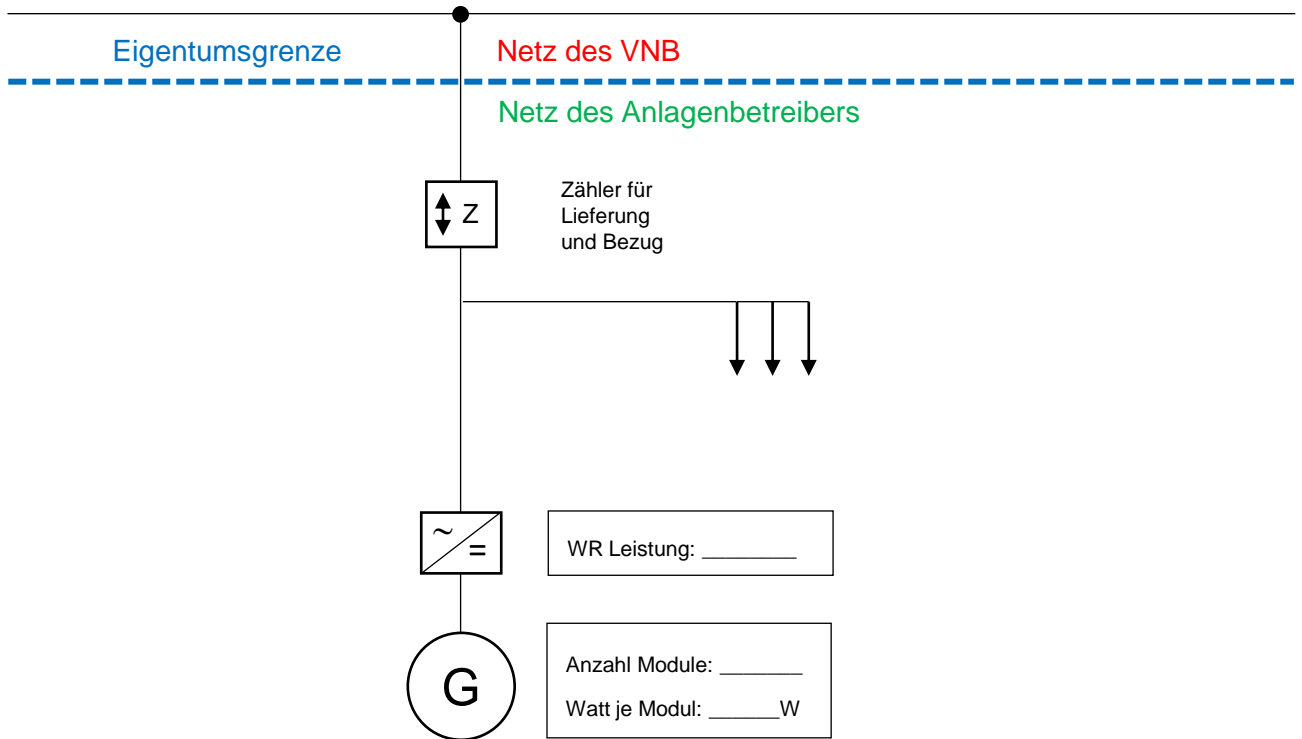 Eigentumsgrenze
Netz des VNB
Netz des Anlagenbetreibers
Z
Zähler für
Lieferung
und Bezug
~
=
WR Leistung: ________
G
Anzahl Module: _______
Watt je Modul: ______W